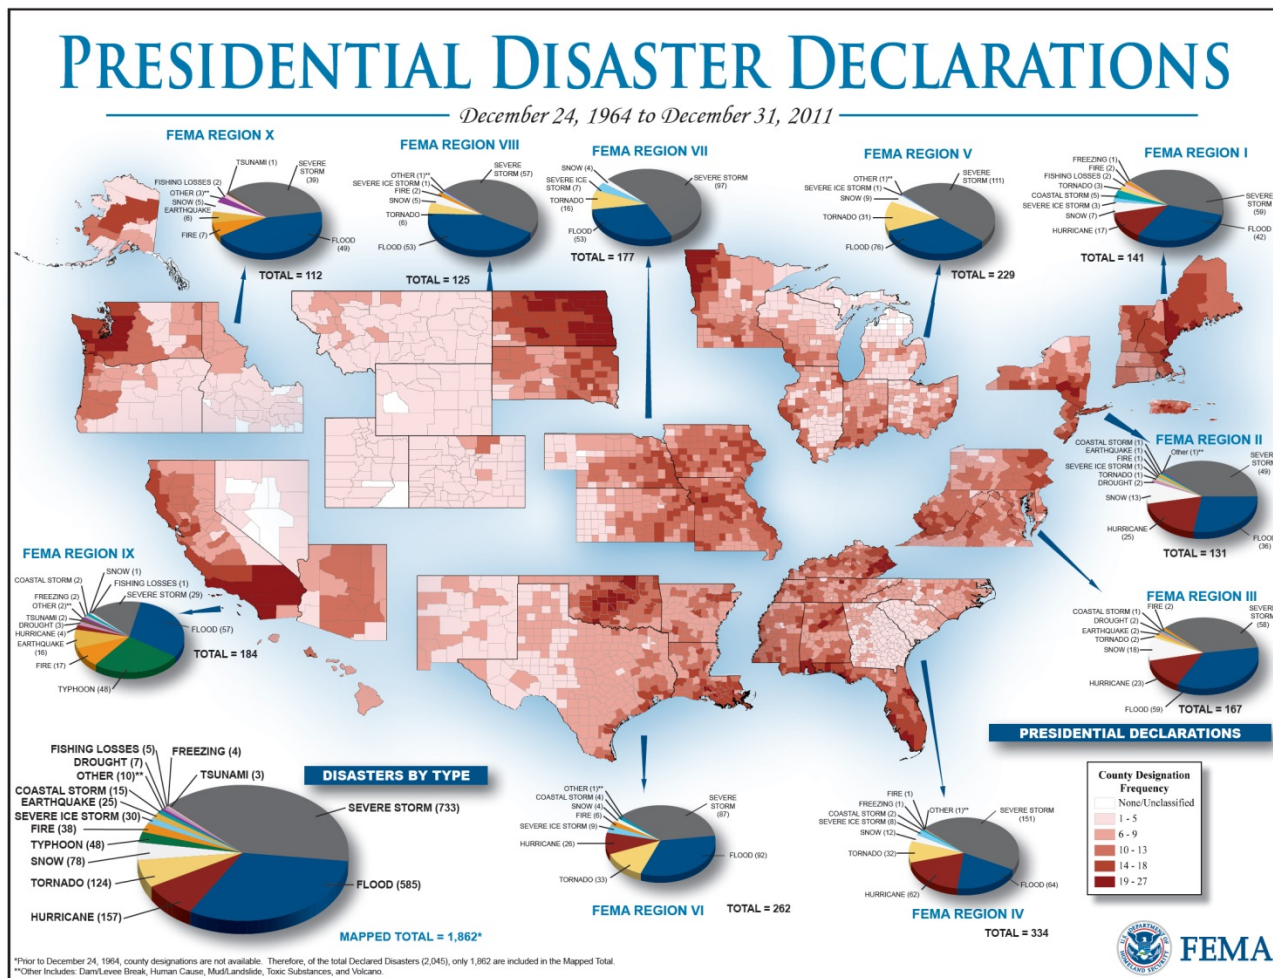 PRESIDENTIAL DISASTER DECLARATIONS
December 24, 1964 to December 31, 2011
FEMA REGION X
TSUNAMI (1)
SEVERE
STORM
(39)
FISHING LOSSES (2)
OTHER (3)**
SNOW (5)
EARTHQUAKE
(6)
FIRE (7)
FLOOD
(49)
TOTAL = 112
FEMA REGION VIII
OTHER (1)**
SEVERE ICE STORM (1)
FIRE (2)
SNOW (5)
TORNADO
(6)
FLOOD (53)
SEVERE
STORM (57)
TOTAL = 125
FEMA REGION VII
SNOW (4)
SEVERE ICE
STORM (7)
TORNADO
(16)
FLOOD
(53)
SEVERE STORM
(97)
TOTAL = 177
FEMA REGION V
OTHER (1)**
SEVERE ICE STORM (1)
SNOW (9)
TORNADO (31)
FLOOD (76)
SEVERE
STORM (111)
TOTAL = 229
FEMA REGION I
FREEZING (1)
FIRE (2)
FISHING LOSSES (2)
TORNADO (3)
COASTAL STORM (5)
SEVERE ICE STORM (3)
SNOW (7)
HURRICANE (17)
SEVERE
STORM
(59)
FLOOD
(42)
TOTAL = 141
FEMA REGION II
COASTAL STORM (1)
EARTHQUAKE (1)
FIRE (1)
SEVERE ICE STORM (1)
TORNADO (1)
DROUGHT (2)
Other (1)**
SNOW (13)
HURRICANE
(25)
SEVERE
STORM
(49)
FLOOD
(36)
TOTAL = 131
FEMA REGION IX
COASTAL STORM (2)
SNOW (1)
FISHING LOSSES (1)
SEVERE STORM (29)
FREEZING (2)
OTHER (2)**
TSUNAMI (2)
DROUGHT (3)
HURRICANE (4)
EARTHQUAKE
(16)
FIRE (17)
TYPHOON (48)
FLOOD (57)
TOTAL = 184
FEMA REGION III
FIRE (2)
COASTAL STORM (1)
DROUGHT (2)
EARTHQUAKE (2)
TORNADO (2)
SNOW (18)
HURRICANE (23)
FLOOD (59)
SEVERE
STORM
(58)
TOTAL = 167
PRESIDENTIAL DECLARATIONS
County Designation
Frequency
None/Unclassified
1 - 5
6 - 9
10 - 13
14 - 18
19 - 27
DISASTERS BY TYPE
FISHING LOSSES (5)
FREEZING (4)
DROUGHT (7)
OTHER (10)**
TSUNAMI (3)
COASTAL STORM (15)
EARTHQUAKE (25)
SEVERE ICE STORM (30)
FIRE (38)
TYPHOON (48)
SNOW (78)
TORNADO (124)
HURRICANE (157)
SEVERE STORM (733)
FLOOD (585)
MAPPED TOTAL = 1,862*
OTHER (1)**
COASTAL STORM (4)
SNOW (4)
FIRE (6)
SEVERE ICE STORM (9)
HURRICANE (26)
TORNADO (33)
SEVERE
STORM
(87)
FLOOD (92)
FEMA REGION VI
TOTAL = 262
FIRE (1)
FREEZING (1)
OTHER (1)**
COASTAL STORM (2)
SEVERE ICE STORM (8)
SNOW (12)
TORNADO (32)
HURRICANE (62)
SEVERE STORM
(151)
FLOOD (64)
FEMA REGION IV
TOTAL = 334
U.S. DEPARTMENT OF
HOMELAND SECURITY
FEMA
*Prior to December 24, 1964, county designations are not available. Therefore, of the total Declared Disasters (2,045), only 1,862 are included in the Mapped Total.
**Other Includes: Dam/Levee Break, Human Cause, Mud/Landslide, Toxic Substances, and Volcano.